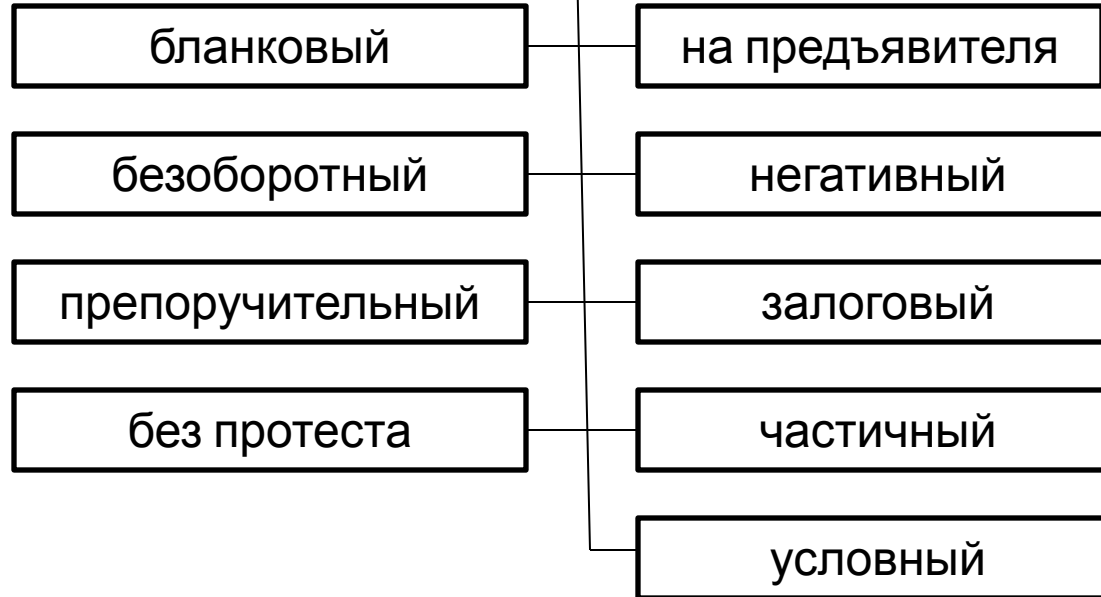 бланковый
на предъявителя
безоборотный
негативный
препоручительный
залоговый
без протеста
частичный
условный